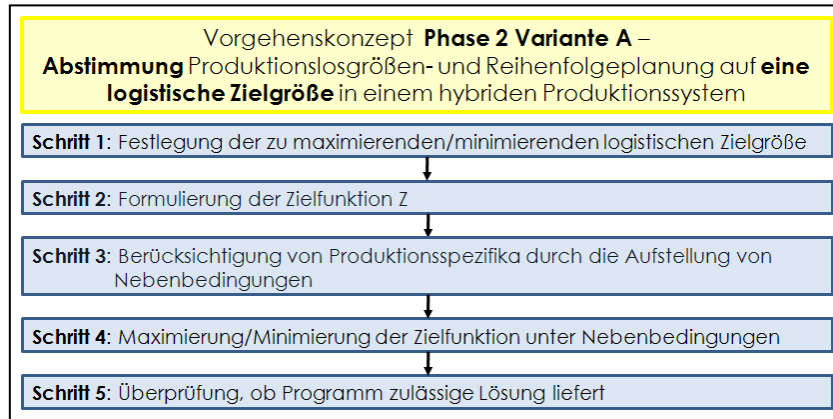 Vorgehenskonzept Phase 2 Variante A –
Abstimmung Produktionslosgrößen- und Reihenfolgeplanung auf eine
logistische Zielgröße in einem hybriden Produktionssystem
Schritt 1: Festlegung der zu maximierenden/minimierenden logistischen Zielgröße
Schritt 2: Formulierung der Zielfunktion Z
Schritt 3: Berücksichtigung von Produktionsspezifika durch die Aufstellung von
Nebenbedingungen
Schritt 4: Maximierung/Minimierung der Zielfunktion unter Nebenbedingungen
Schritt 5: Überprüfung, ob Programm zulässige Lösung liefert